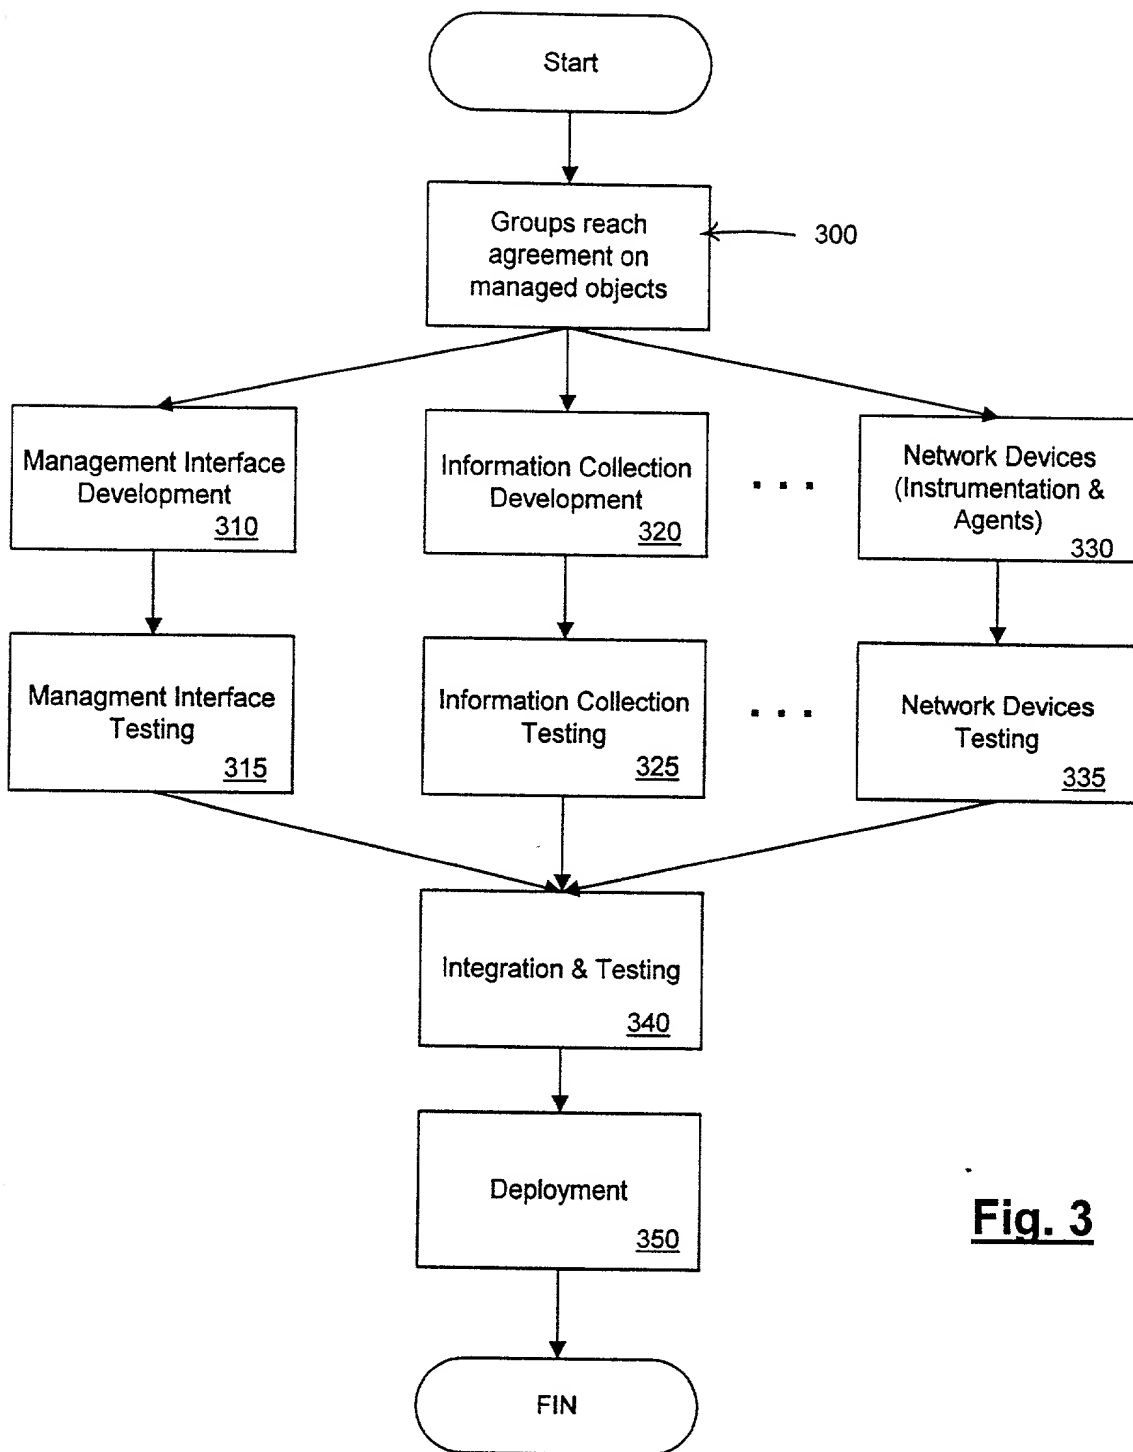 Start
Groups reach
agreement on
managed objects
300
Management Interface
Development
310
Information Collection
Development
320
. . .
Network Devices
(Instrumentation &
Agents)
330
Managment Interface
Testing
315
Information Collection
Testing
325
. . .
Network Devices
Testing
335
Integration & Testing
340
Deployment
350
Fig. 3
FIN